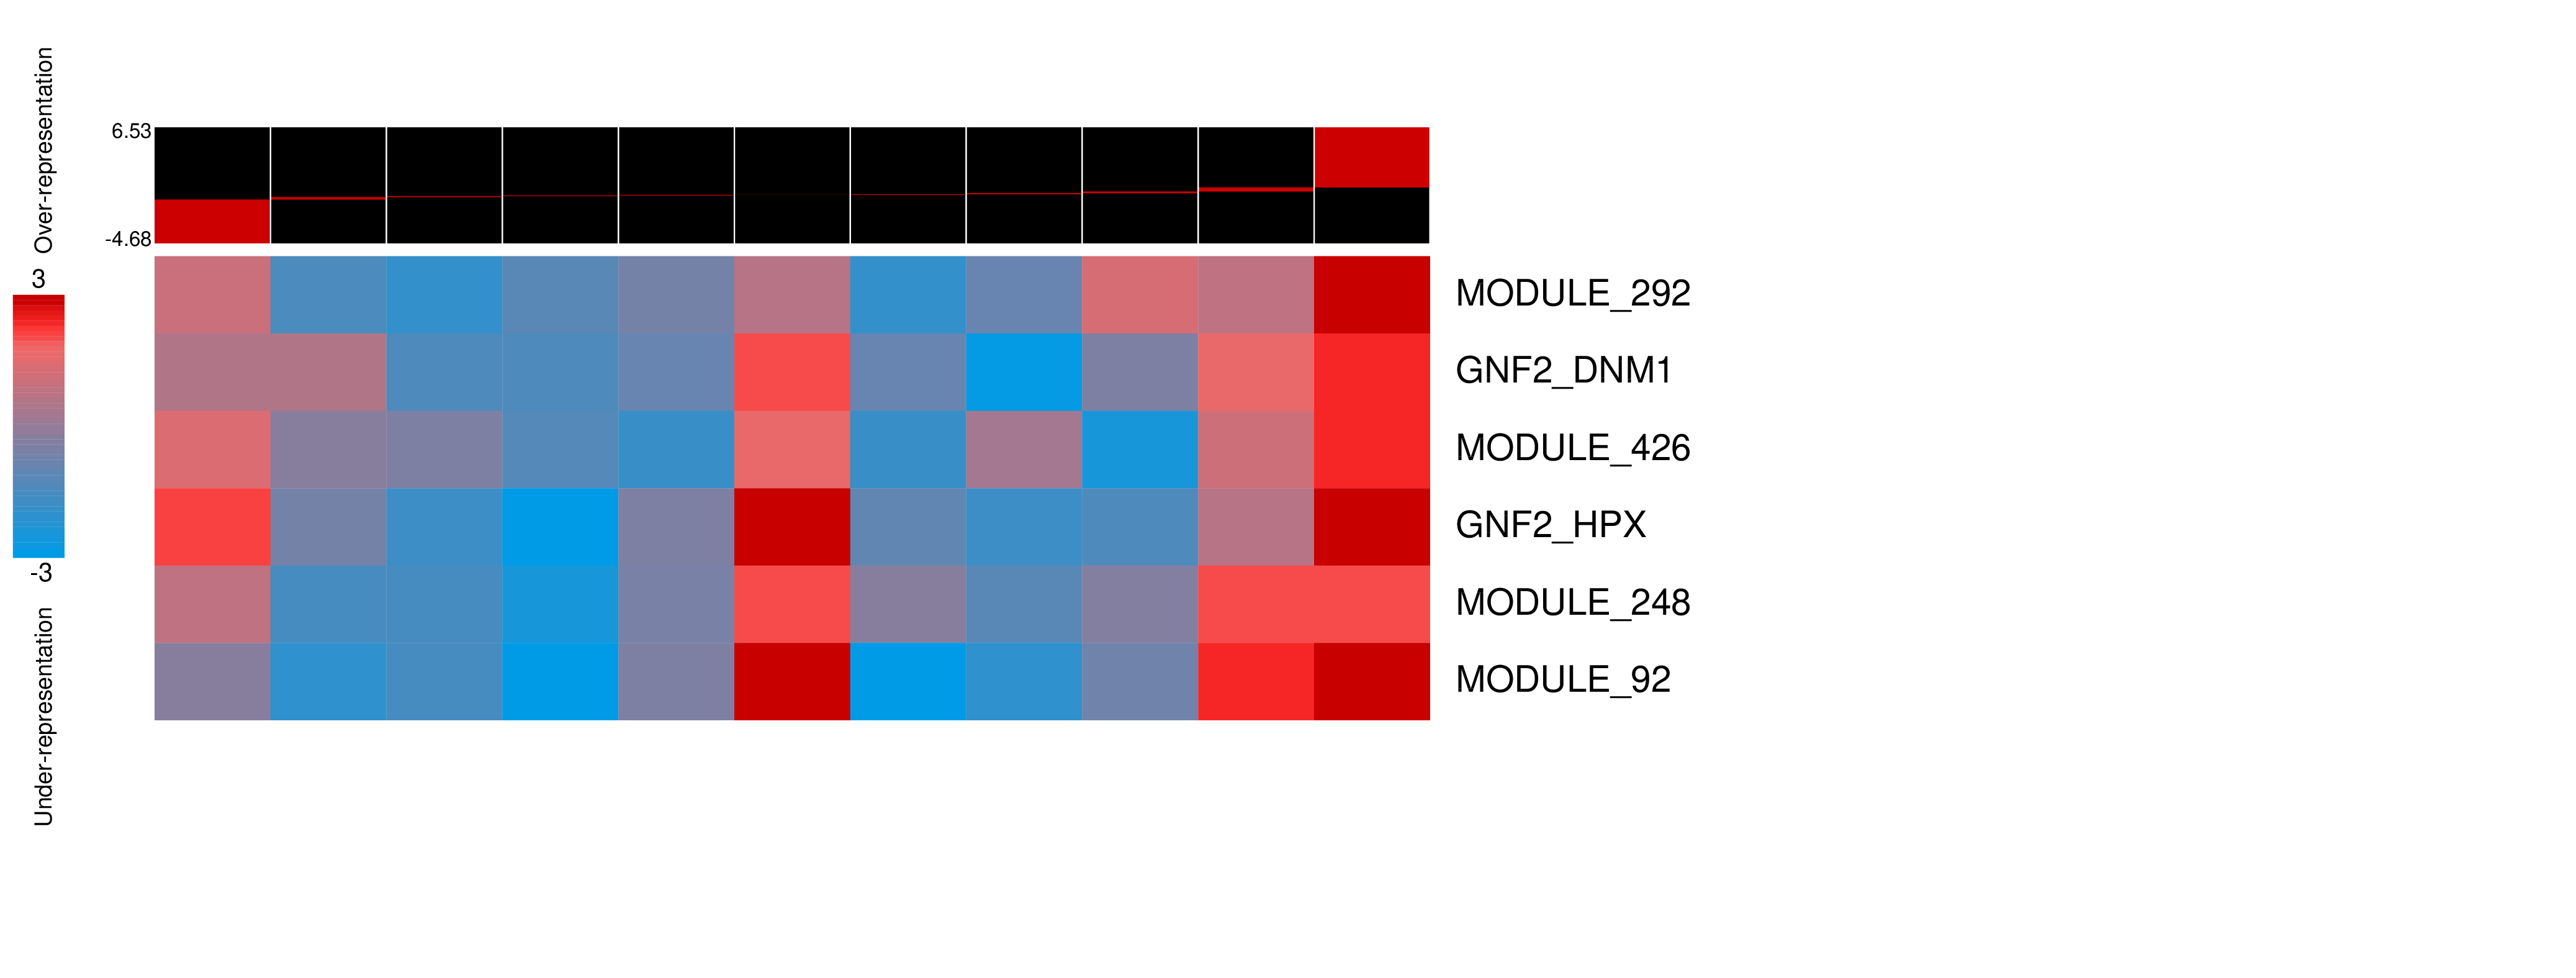 Over-representation
6.53
-4.68
3
-3
Under-representation
MODULE_292
GNF2_DNM1
MODULE_426
GNF2_HPX
MODULE_248
MODULE_92